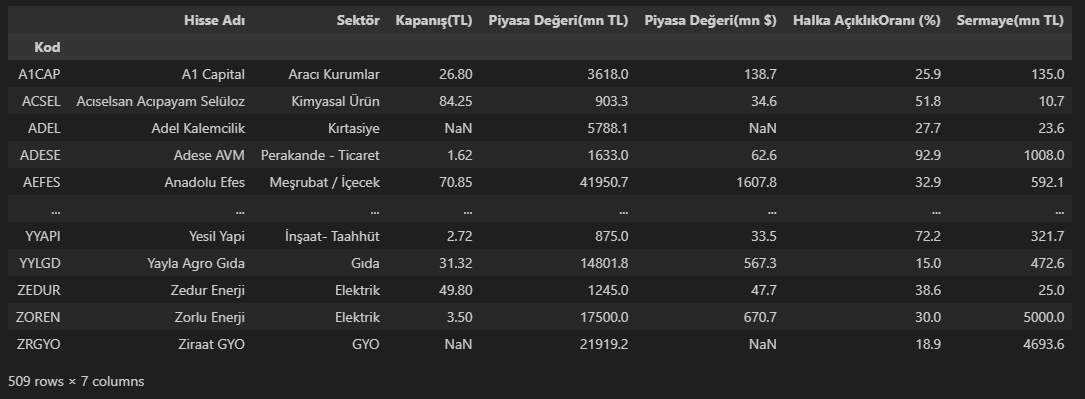 Hisse Adı Sektör Kapanış(TL) Piyasa Değeri(mn TL) Piyasa Değeri(mn $) Halka AçıklıkOranı (%) Sermaye(mn TL)
Kod
A1CAP A1 Capital Aracı Kurumlar 26.80 3618.0 138.7 25.9 135.0
ACSEL Acıselsan Acıpayam Selüloz Kimyasal Ürün 84.25 903.3 34.6 51.8 10.7
ADEL Adel Kalemcilik Kırtasiye NaN 5788.1 NaN 27.7 23.6
ADESE Adese AVM Perakande - Ticaret 1.62 1633.0 62.6 92.9 1008.0
AEFES Anadolu Efes Meşrubat / İçecek 70.85 41950.7 1607.8 32.9 592.1
... ... ... ... ... ... ... ...
YYAPI Yesil Yapi İnşaat- Taahhüt 2.72 875.0 33.5 72.2 321.7
YYLGD Yayla Agro Gıda Gıda 31.32 14801.8 567.3 15.0 472.6
ZEDUR Zedur Enerji Elektrik 49.80 1245.0 47.7 38.6 25.0
ZOREN Zorlu Enerji Elektrik 3.50 17500.0 670.7 30.0 5000.0
ZRGYO Ziraat GYO GYO NaN 21919.2 NaN 18.9 4693.6
509 rows × 7 columns